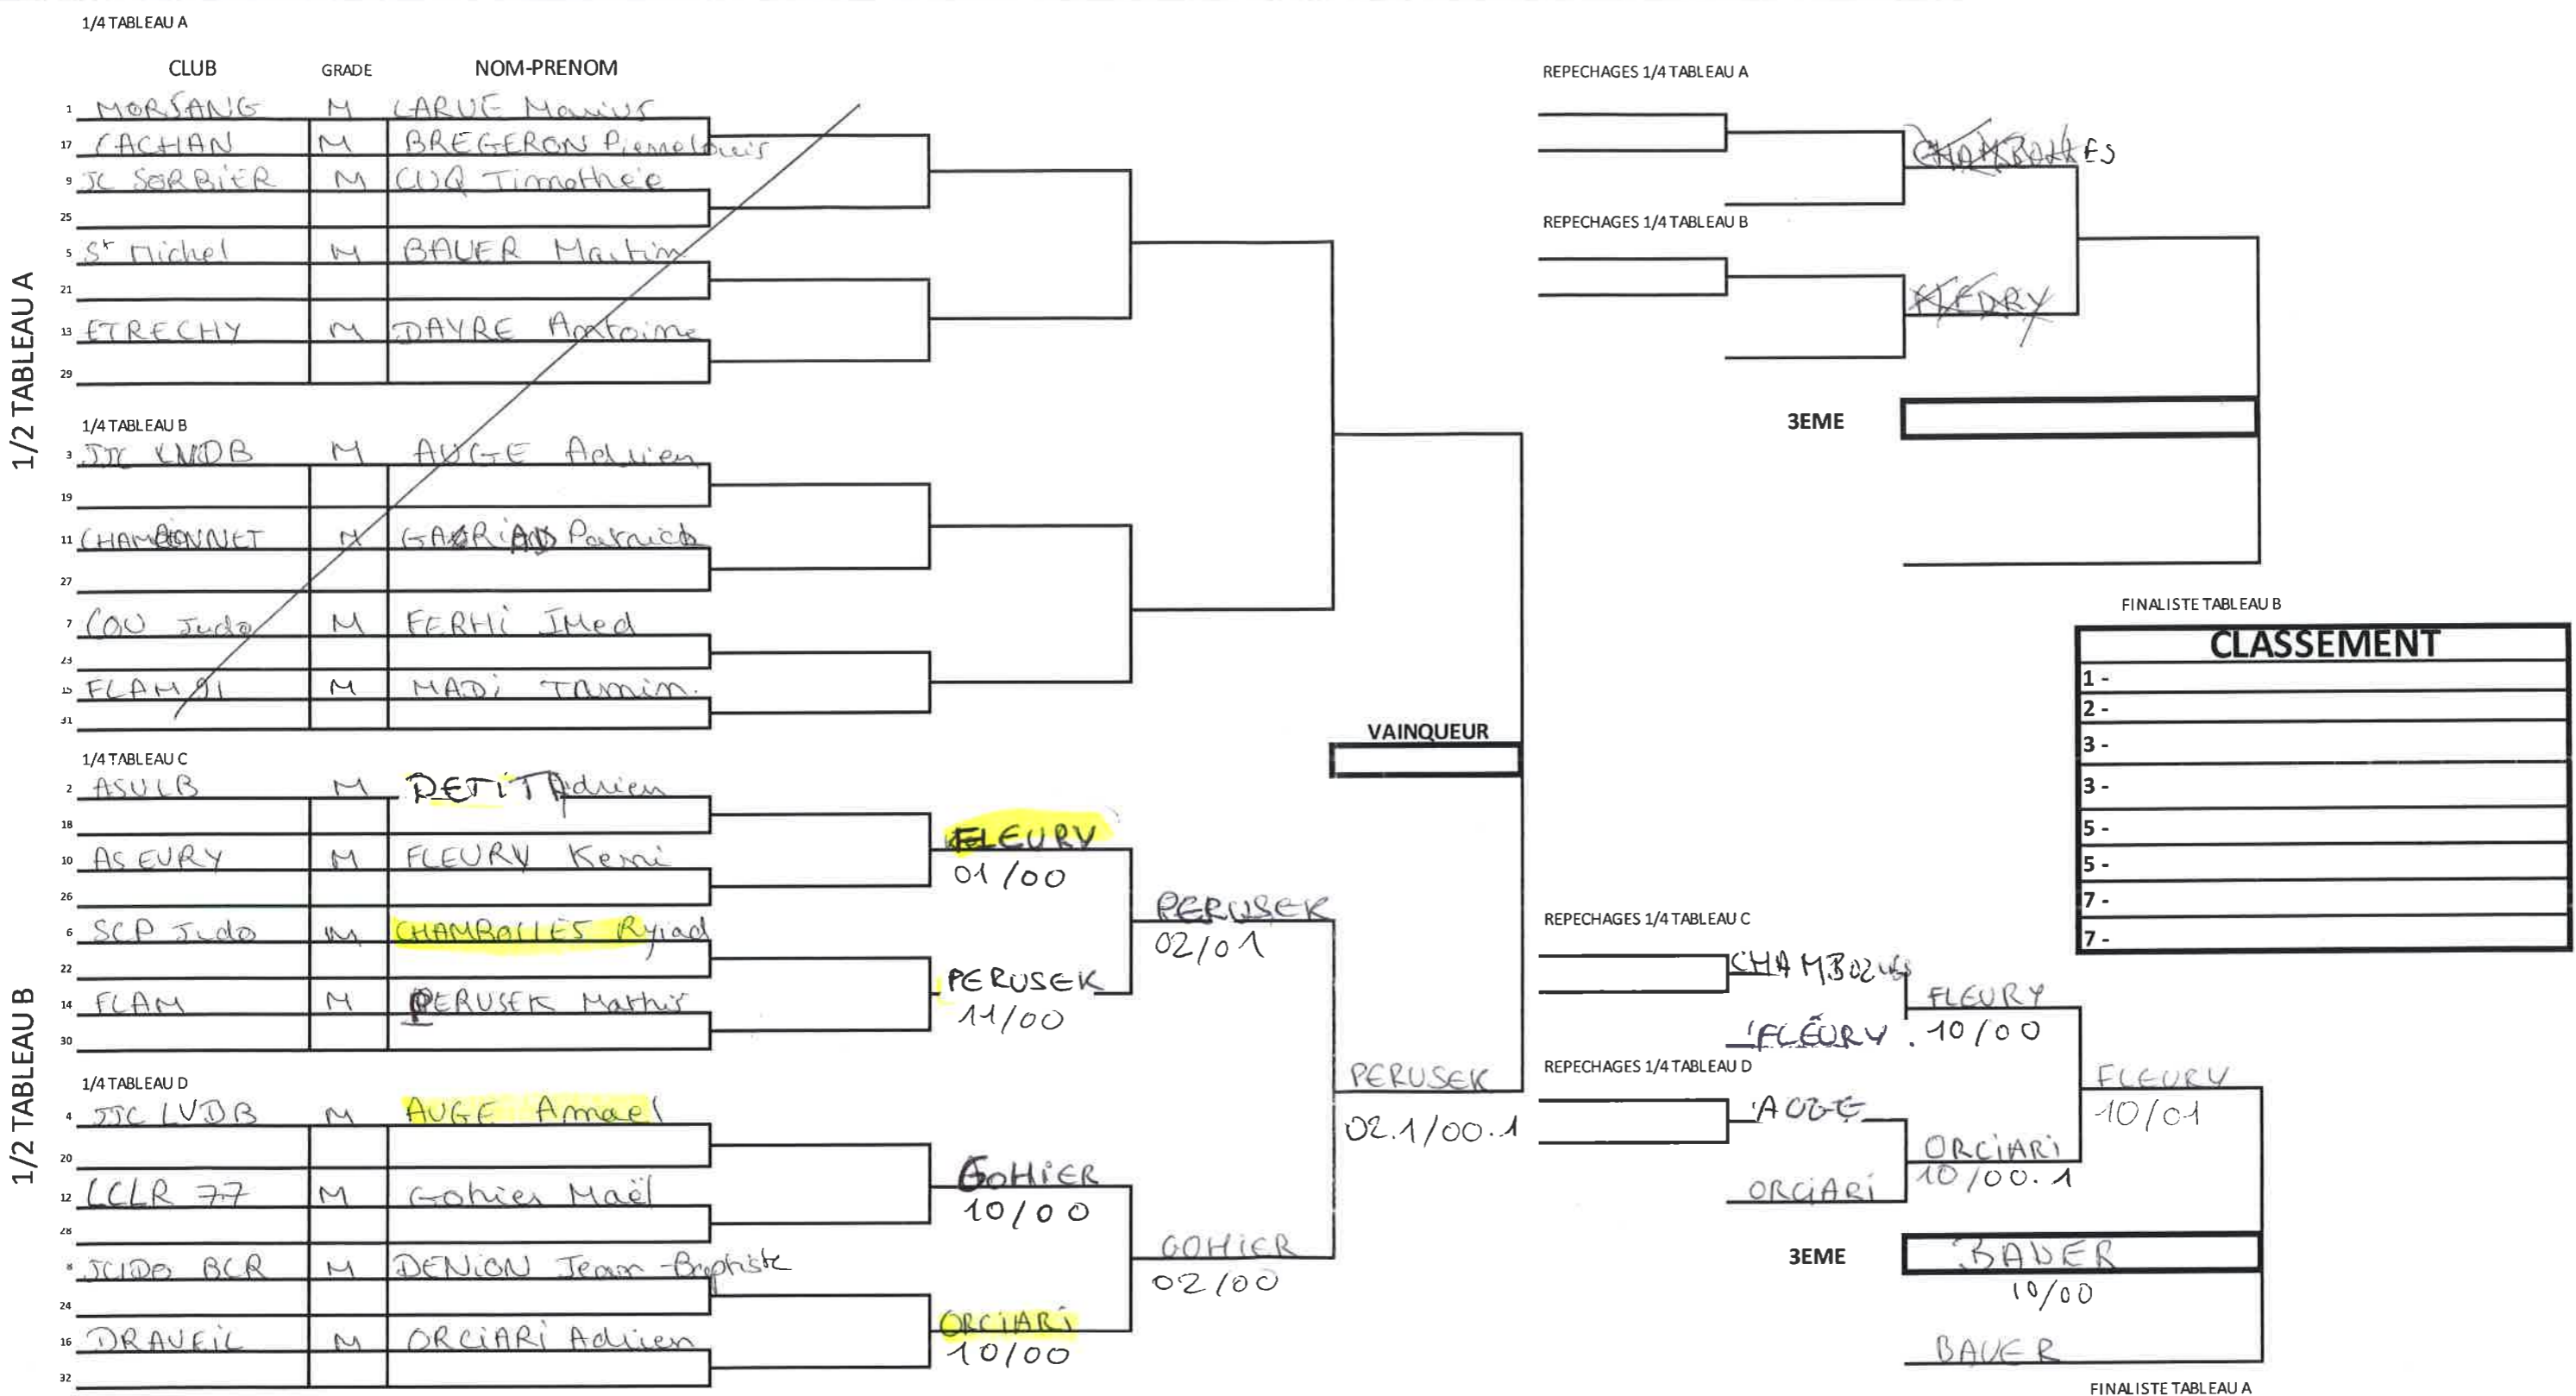 1/4 TABLEAU A
CLUB GRADE NOM-PRENOM
1 MORSANG M LARUE Marius
17 CACHAN M BREGERON Pierre Louis
9 JC SORBIER M CUQ Timothée
25
5 St Michel M BAUER Martin
21
13 ETRECHY M DAYRE Antoine
29
1/2 TABLEAU A
1/4 TABLEAU B
3 JJC M AUGE Adrien
19
11 M Patrick
27
7 COU Judo M FERHi IMed
23
15 FLAM 91 M MADi
31
1/4 TABLEAU C
2 ASULB M PETiT Adrien
18
10 AS EVRY M FLEURY Kemi
26
6 SCP Judo M CHAMBOLLES Ryiad
22
14 FLAM M PERUSEK Mathis
30
1/2 TABLEAU B
1/4 TABLEAU D
4 JJC LVDB M AUGE Amael
20
12 LCLR 77 M Gohier Maël
28
8 JUDO BCR M DENiON Jean-Baptiste
24
16 DRAVEiL M ORCiARi Adrien
32
FLEURY
01/00
PERUSEK
11/00
GOHiER
10/00
ORCiARi
10/00
PERUSEK
02/01
GOHiER
02/00
VAINQUEUR
PERUSEK
02.1/00.1
REPECHAGES 1/4 TABLEAU A
CHAMBOLLES
REPECHAGES 1/4 TABLEAU B
FLEURY
3EME
FINALISTE TABLEAU B
CLASSEMENT
1 -
2 -
3 -
3 -
5 -
5 -
7 -
7 -
REPECHAGES 1/4 TABLEAU C
CHAMBOLLES
FLEURY
FLEURY
10/00
REPECHAGES 1/4 TABLEAU D
AUGE
ORCiARi
ORCiARi
10/00.1
FLEURY
10/01
3EME
BAUER
10/00
BAUER
FINALISTE TABLEAU A